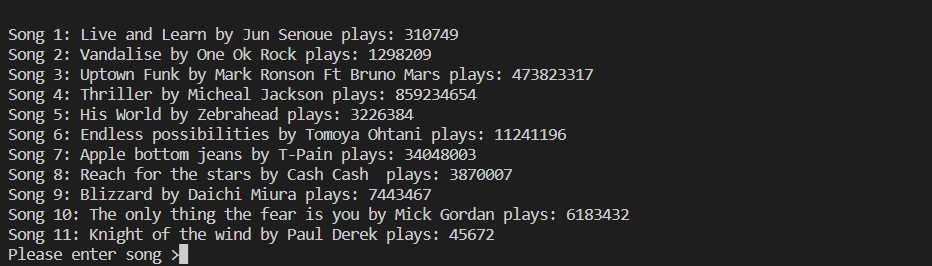 Song 1: Live and Learn by Jun Senoue plays: 310749
Song 2: Vandalise by One Ok Rock plays: 1298209
Song 3: Uptown Funk by Mark Ronson Ft Bruno Mars plays: 473823317
Song 4: Thriller by Micheal Jackson plays: 859234654
Song 5: His World by Zebrahead plays: 3226384
Song 6: Endless possibilities by Tomoya Ohtani plays: 11241196
Song 7: Apple bottom jeans by T-Pain plays: 34048003
Song 8: Reach for the stars by Cash Cash  plays: 3870007
Song 9: Blizzard by Daichi Miura plays: 7443467
Song 10: The only thing the fear is you by Mick Gordan plays: 6183432
Song 11: Knight of the wind by Paul Derek plays: 45672
Please enter song >